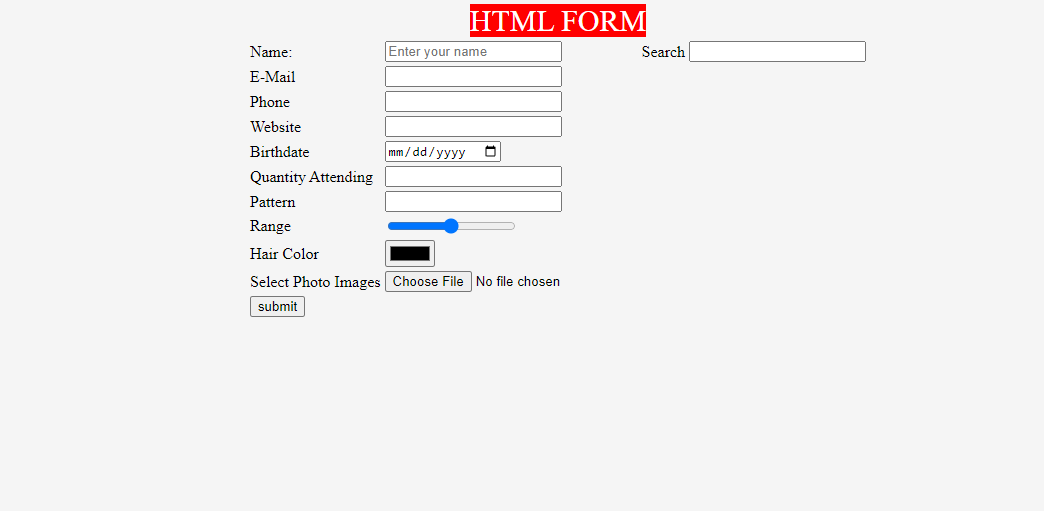 HTML FORM
Name: Enter your name Search
E-Mail
Phone
Website
Birthdate mm/dd/yyyy
Quantity Attending
Pattern
Range
Hair Color
Select Photo Images Choose File No file chosen
submit